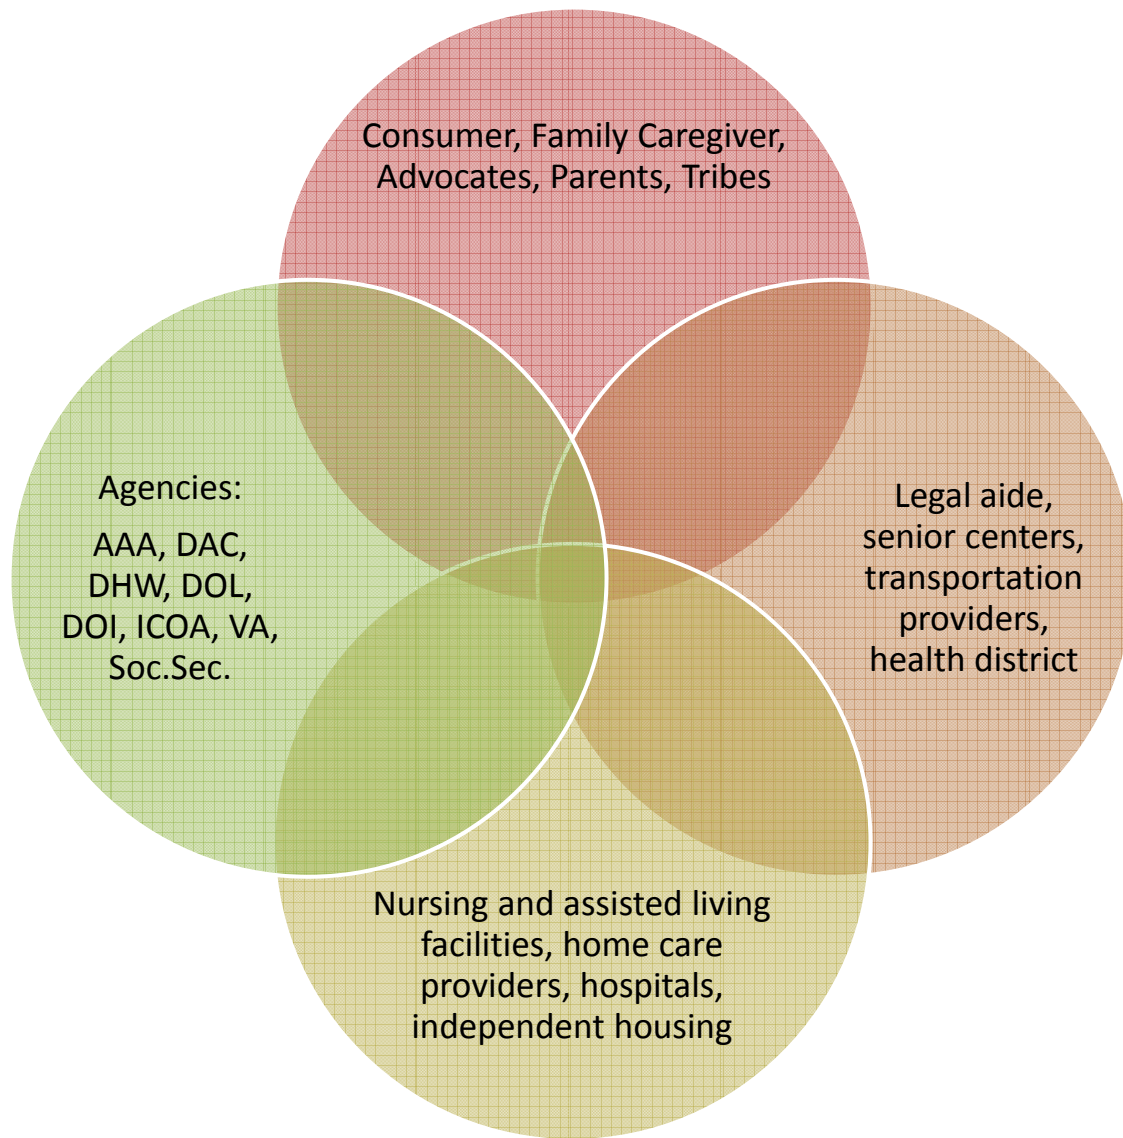 Consumer, Family Caregiver,
Advocates, Parents, Tribes
Agencies:
AAA, DAC,
DHW, DOL,
DOI, ICOA, VA,
Soc.Sec.
Legal aide,
senior centers,
transportation
providers,
health district
Nursing and assisted living
facilities, home care
providers, hospitals,
independent housing